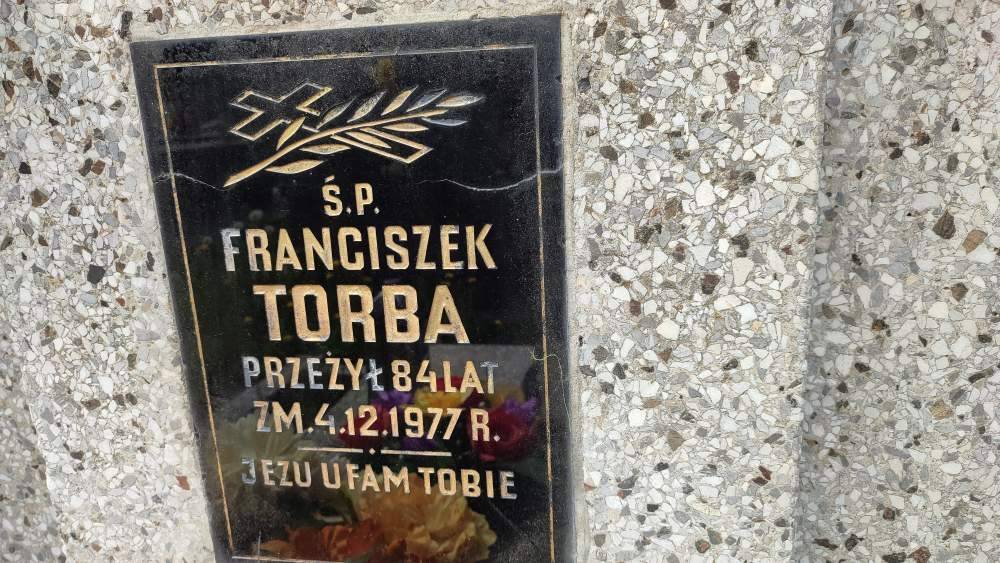 Ś.P.
FRANCISZEK
TORBA
PRZEŻYŁ 84 LAT
ZM. 4.12.1977 R.
JEZU UFAM TOBIE